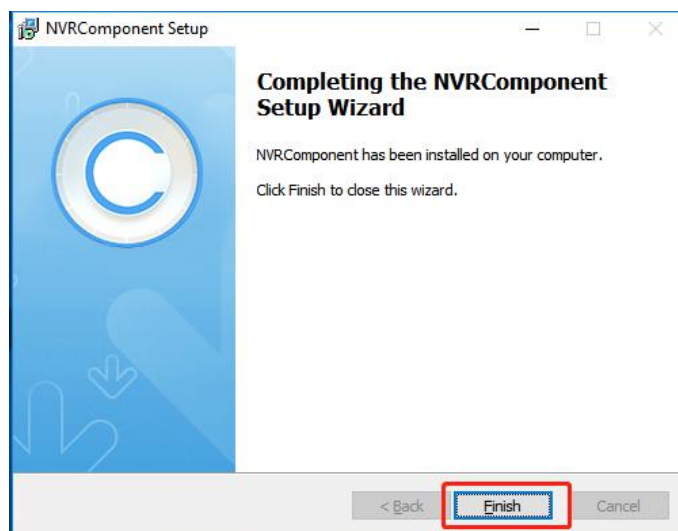 NVRComponent Setup
Completing the NVRComponent
Setup Wizard
NVRComponent has been installed on your computer.
Click Finish to close this wizard.
< Back
Finish
Cancel